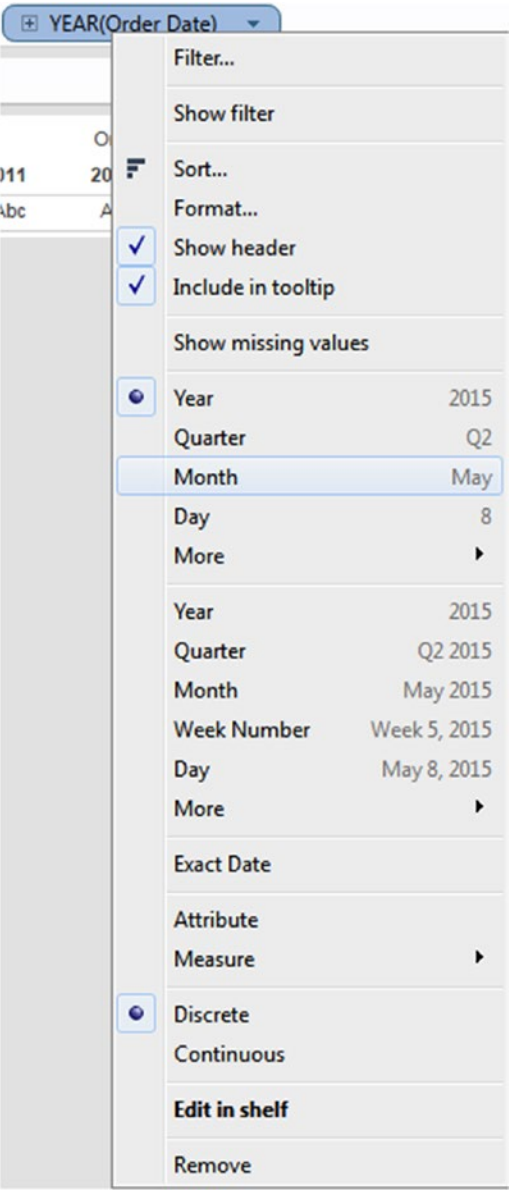 YEAR(Order Date)
Filter...
Show filter
Sort...
Format...
Show header
Include in tooltip
Show missing values
Year 2015
Quarter Q2
Month May
Day 8
More
Year 2015
Quarter Q2 2015
Month May 2015
Week Number Week 5, 2015
Day May 8, 2015
More
Exact Date
Attribute
Measure
Discrete
Continuous
Edit in shelf
Remove